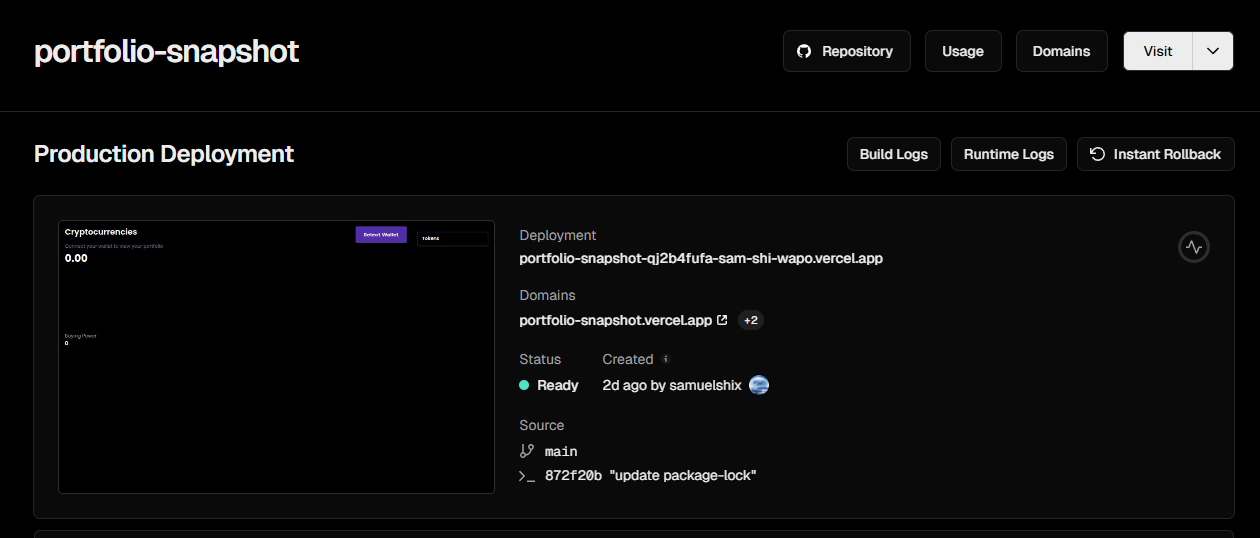 portfolio-snapshot
Repository
Usage
Domains
Visit
Production Deployment
Build Logs
Runtime Logs
Instant Rollback
Cryptocurrencies
Connect your wallet to view your portfolio
0.00
Select Wallet
Tokens
Buying Power
0
Deployment
portfolio-snapshot-qj2b4fufa-sam-shi-wapo.vercel.app
Domains
portfolio-snapshot.vercel.app +2
Status Created
Ready 2d ago by samuelshix
Source
main
872f20b "update package-lock"